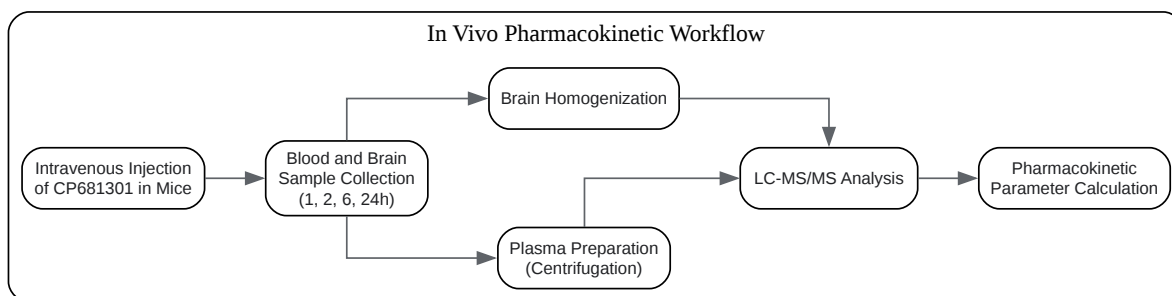 In Vivo Pharmacokinetic Workflow
Brain Homogenization
Intravenous Injection
of CP681301 in Mice
Blood and Brain
Sample Collection
(1, 2, 6, 24h)
LC-MS/MS Analysis
Pharmacokinetic
Parameter Calculation
Plasma Preparation
(Centrifugation)